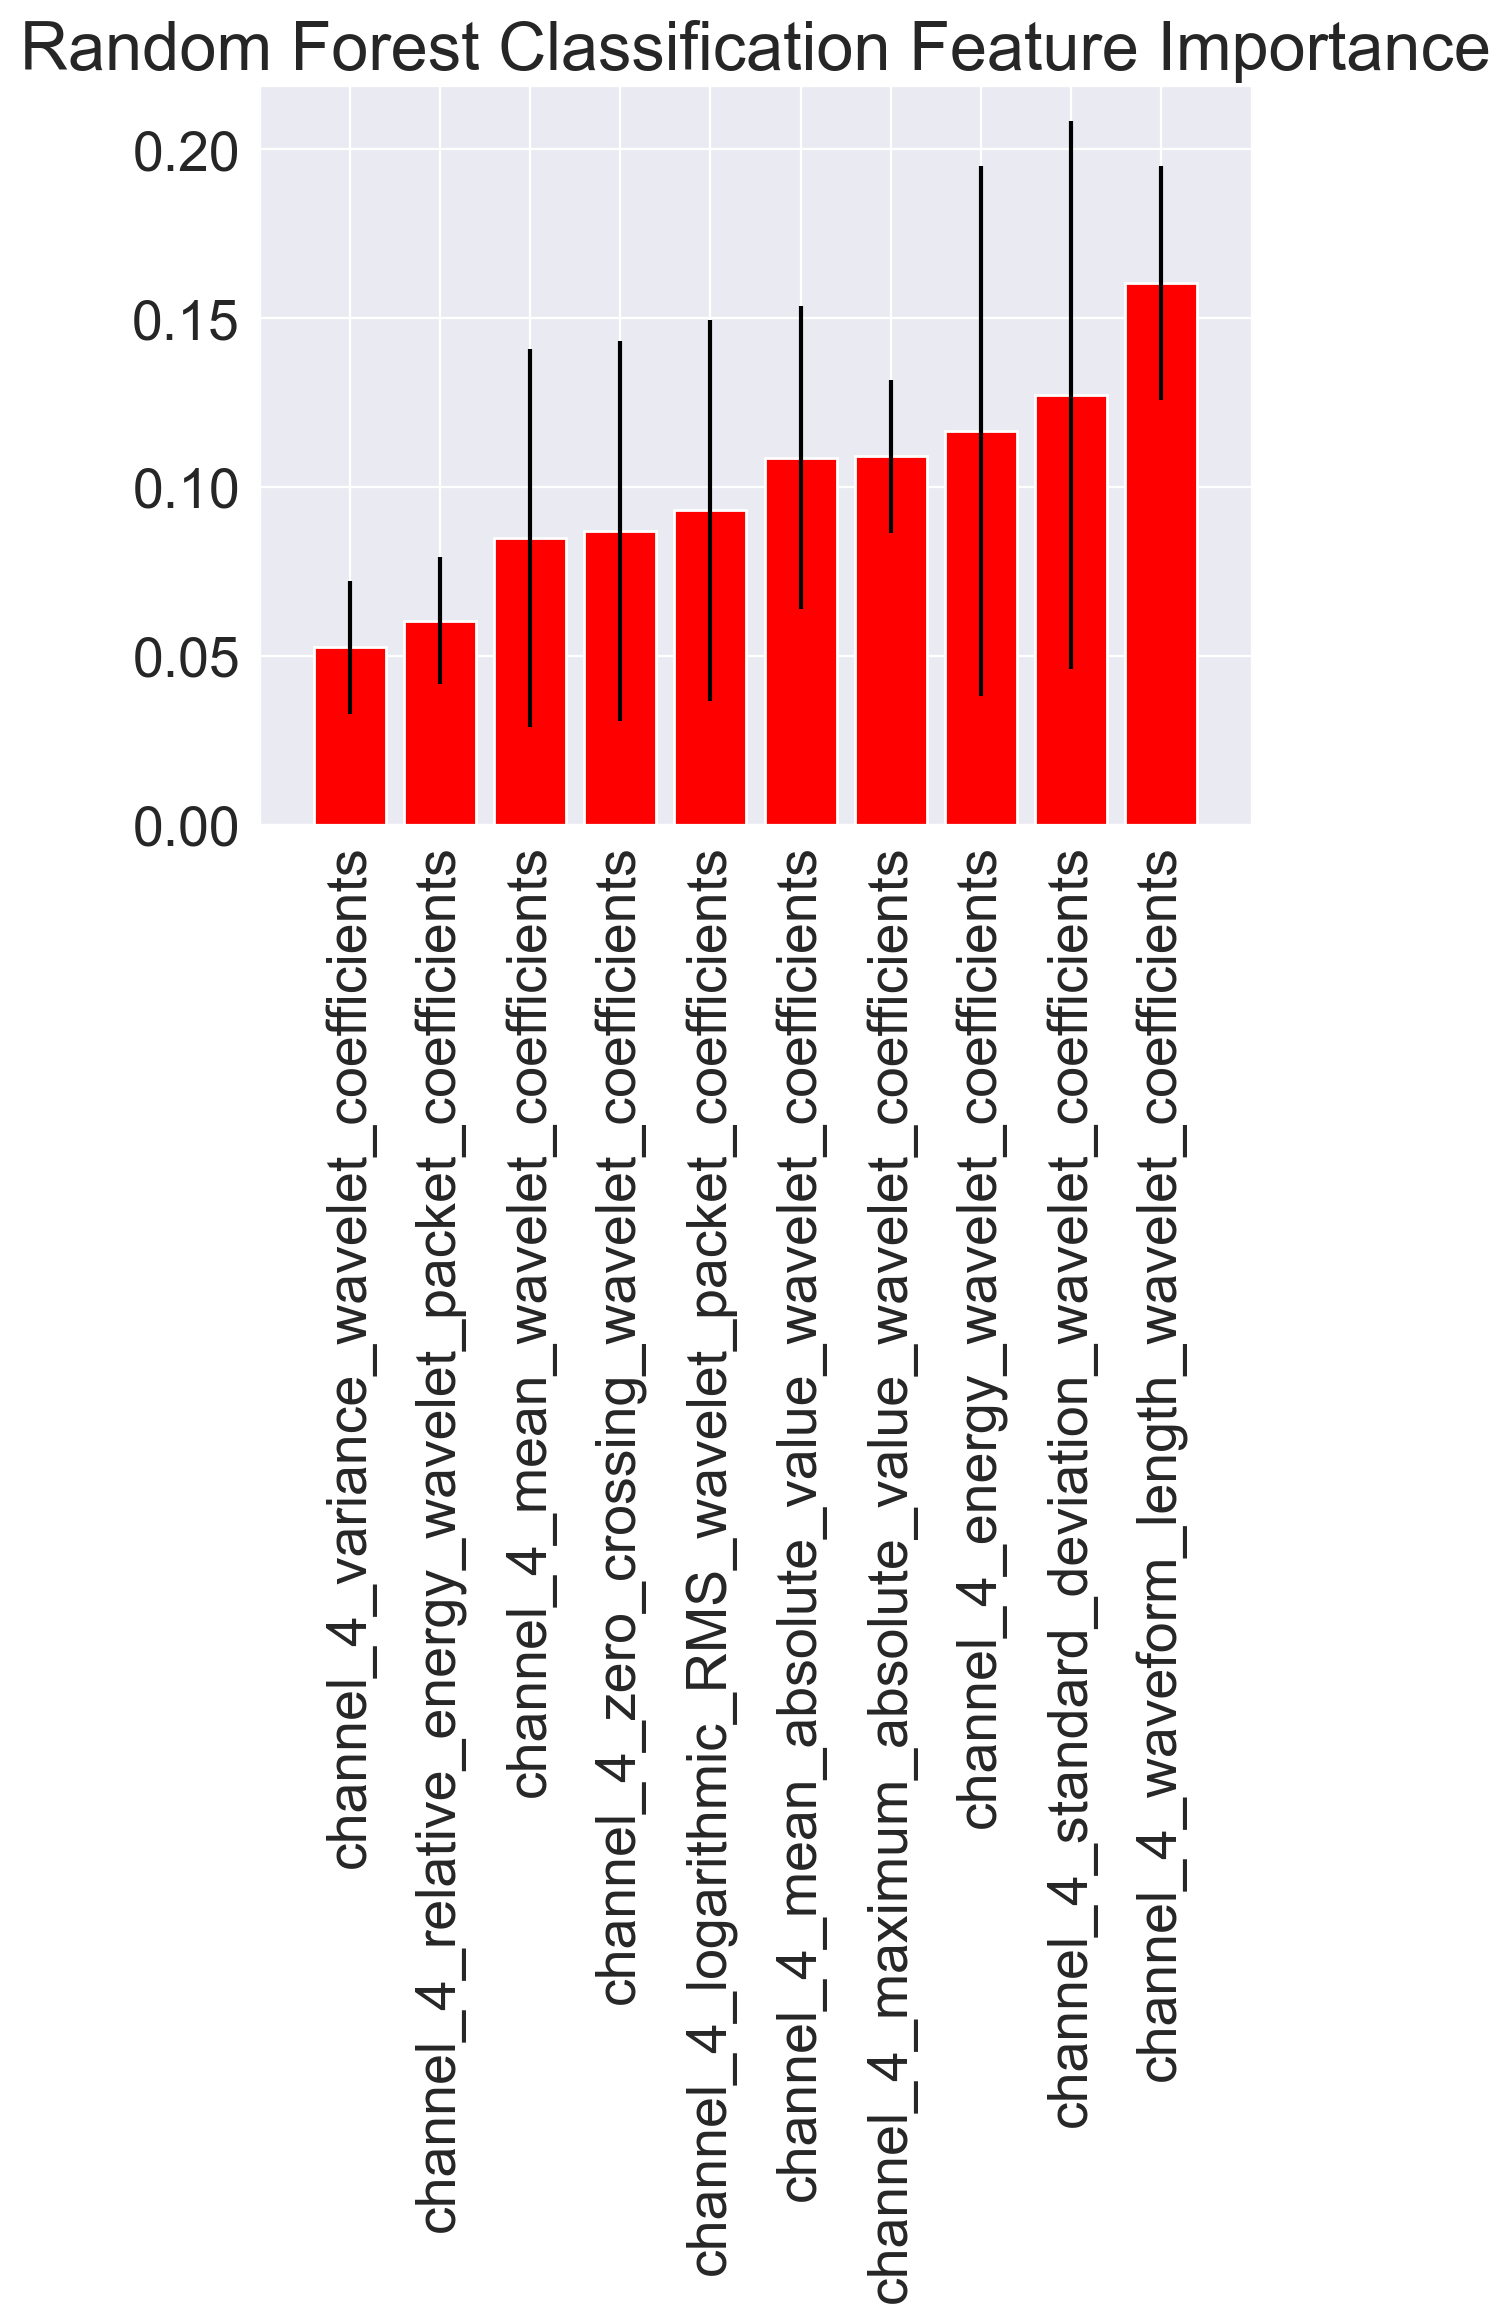 Random Forest Classification Feature Importance
0.20
0.15
0.10
0.05
0.00
channel_4_variance_wavelet_coefficients
channel_4_relative_energy_wavelet_packet_coefficients
channel_4_mean_wavelet_coefficients
channel_4_zero_crossing_wavelet_coefficients
channel_4_logarithmic_RMS_wavelet_packet_coefficients
channel_4_mean_absolute_value_wavelet_coefficients
channel_4_maximum_absolute_value_wavelet_coefficients
channel_4_energy_wavelet_coefficients
channel_4_standard_deviation_wavelet_coefficients
channel_4_waveform_length_wavelet_coefficients